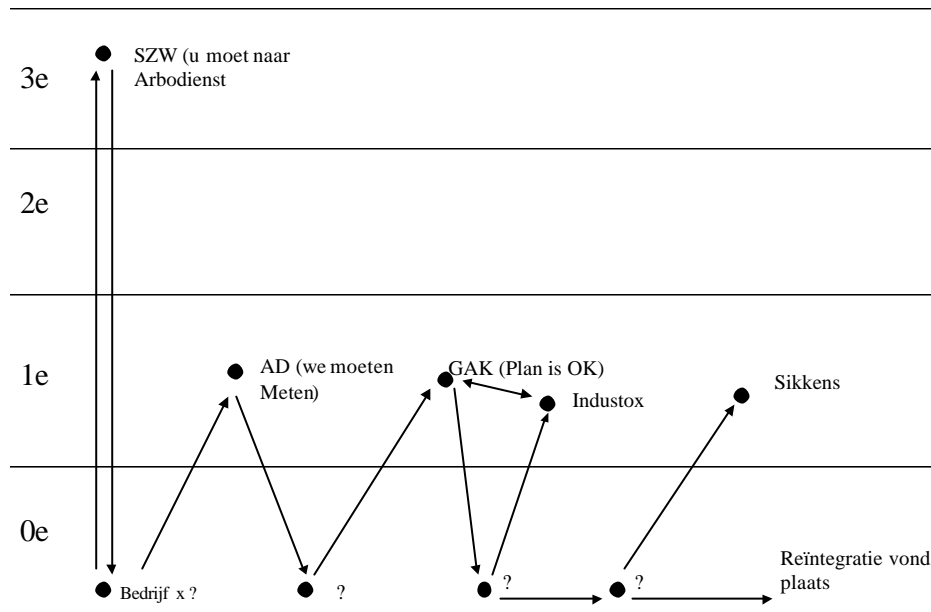 3e
SZW (u moet naar
Arbodienst
2e
1e
AD (we moeten
Meten)
GAK (Plan is OK)
Industox
Sikkens
0e
Bedrijf x ?
?
?
?
Reïntegratie vond
plaats